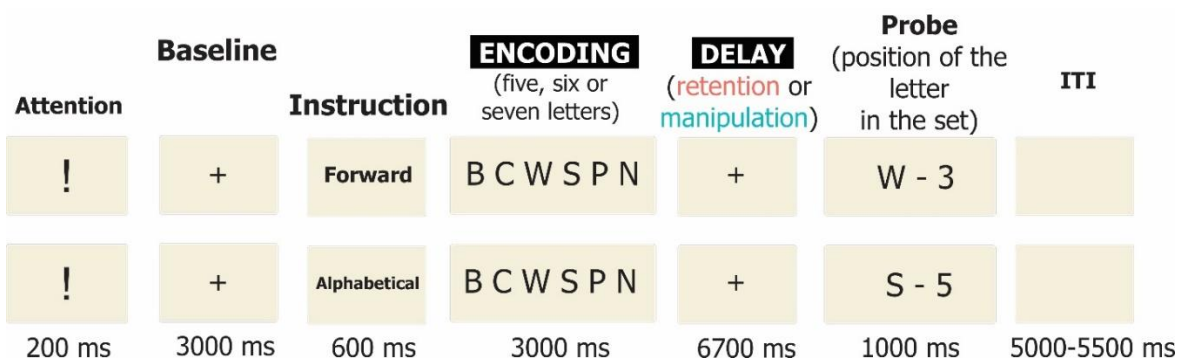 Attention
Baseline
Instruction
ENCODING
(five, six or
seven letters)
DELAY
(retention or
manipulation)
Probe
(position of the
letter
in the set)
ITI
! + Forward B C W S P N + W - 3
! + Alphabetical B C W S P N + S - 5
200 ms 3000 ms 600 ms 3000 ms 6700 ms 1000 ms 5000-5500 ms